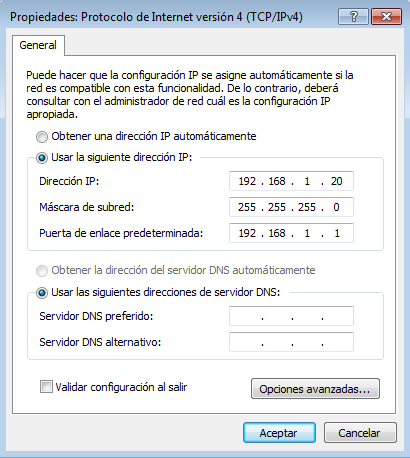 Propiedades: Protocolo de Internet versión 4 (TCP/IPv4)
General
Puede hacer que la configuración IP se asigne automáticamente si la
red es compatible con esta funcionalidad. De lo contrario, deberá
consultar con el administrador de red cuál es la configuración IP
apropiada.
Obtener una dirección IP automáticamente
Usar la siguiente dirección IP:
Dirección IP: 192 . 168 . 1 . 20
Máscara de subred: 255 . 255 . 255 . 0
Puerta de enlace predeterminada: 192 . 168 . 1 . 1
Obtener la dirección del servidor DNS automáticamente
Usar las siguientes direcciones de servidor DNS:
Servidor DNS preferido: . . .
Servidor DNS alternativo: . . .
Validar configuración al salir
Opciones avanzadas...
Aceptar
Cancelar